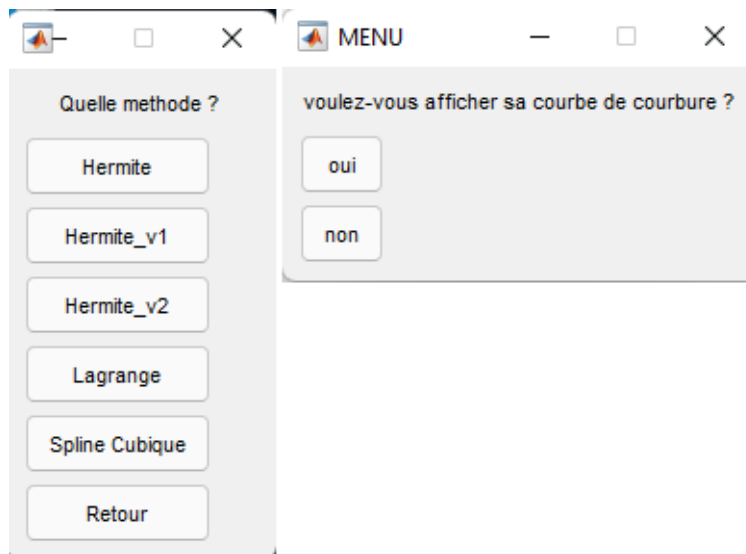 Quelle methode ?
Hermite
Hermite_v1
Hermite_v2
Lagrange
Spline Cubique
Retour
MENU
voulez-vous afficher sa courbe de courbure ?
oui
non